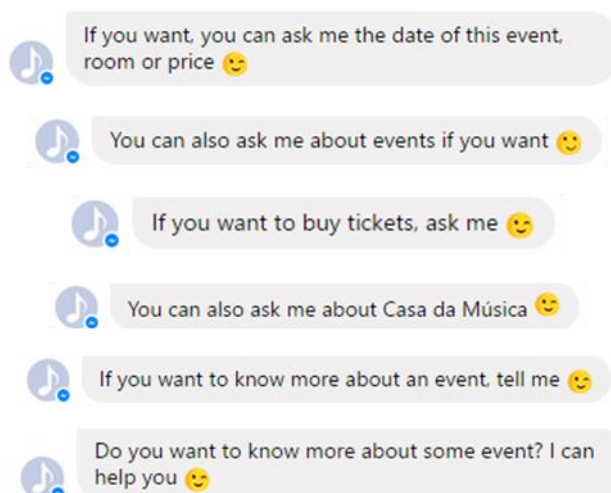 If you want, you can ask me the date of this event,
room or price 😉
You can also ask me about events if you want 🙂
If you want to buy tickets, ask me 😉
You can also ask me about Casa da Música 😉
If you want to know more about an event, tell me 😉
Do you want to know more about some event? I can
help you 😉